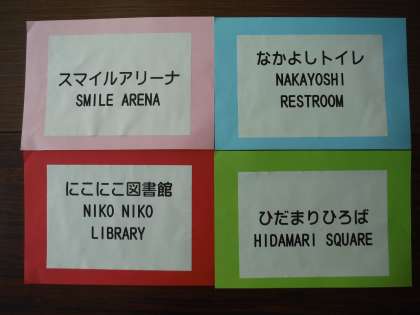 スマイルアリーナ
SMILE ARENA
なかよしトイレ
NAKAYOSHI
RESTROOM
にこにこ図書館
NIKO NIKO
LIBRARY
ひだまりひろば
HIDAMARI SQUARE